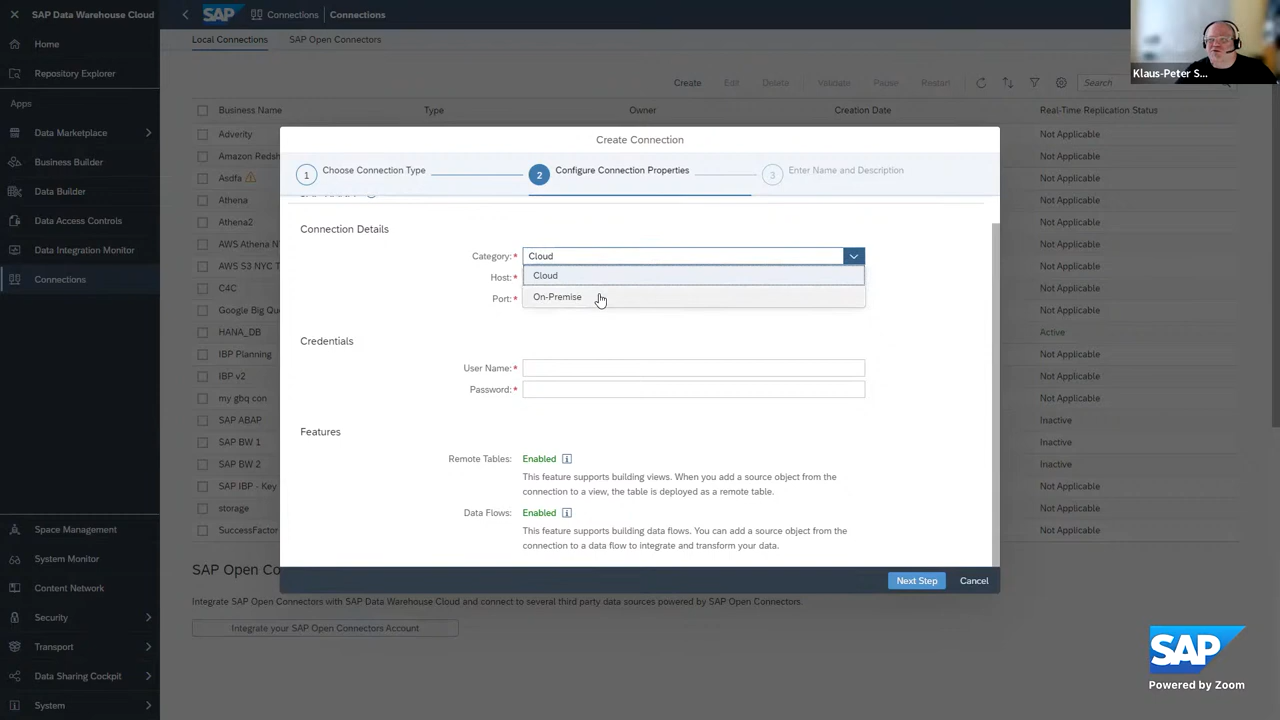 SAP Data Warehouse Cloud
SAP
Connections
Connections
Klaus-Peter S...
Home
Repository Explorer
Apps
Data Marketplace
Business Builder
Data Builder
Data Access Controls
Data Integration Monitor
Connections
Space Management
System Monitor
Content Network
Security
Transport
Data Sharing Cockpit
System
Local Connections
SAP Open Connectors
Create
Edit
Delete
Validate
Pause
Restart
Search
Business Name
Type
Owner
Creation Date
Real-Time Replication Status
Adverity
Not Applicable
Amazon Redsh
Not Applicable
Asdfa
Not Applicable
Athena
Not Applicable
Athena2
Not Applicable
AWS Athena N
Not Applicable
AWS S3 NYC T
Not Applicable
C4C
Not Applicable
Google Big Que
Not Applicable
HANA_DB
Active
IBP Planning
Not Applicable
IBP v2
Not Applicable
my gbq con
Not Applicable
SAP ABAP
Inactive
SAP BW 1
Inactive
SAP BW 2
Inactive
SAP IBP - Key
Not Applicable
storage
Not Applicable
SuccessFactor
Not Applicable
Create Connection
1 Choose Connection Type
2 Configure Connection Properties
3 Enter Name and Description
Connection Details
Category:* Cloud
Cloud
Host:*
On-Premise
Port:*
Credentials
User Name:*
Password:*
Features
Remote Tables: Enabled
This feature supports building views. When you add a source object from the
connection to a view, the table is deployed as a remote table.
Data Flows: Enabled
This feature supports building data flows. You can add a source object from the
connection to a data flow to integrate and transform your data.
Next Step
Cancel
SAP Open Co
Integrate SAP Open Connectors with SAP Data Warehouse Cloud and connect to several third party data sources powered by SAP Open Connectors.
Integrate your SAP Open Connectors Account
SAP
Powered by Zoom